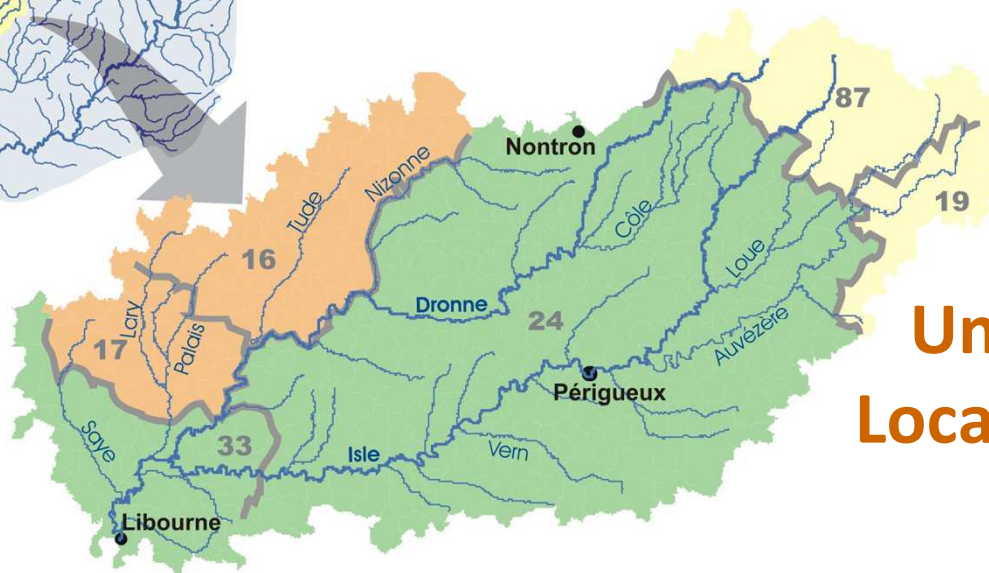 87
Nontron
Nizonne
19
Tude
Côle
16
Loue
Lary
Dronne
24
Un
17
Palais
Auvézère
Périgueux
Loca
Saye
33
Isle
Vern
Libourne